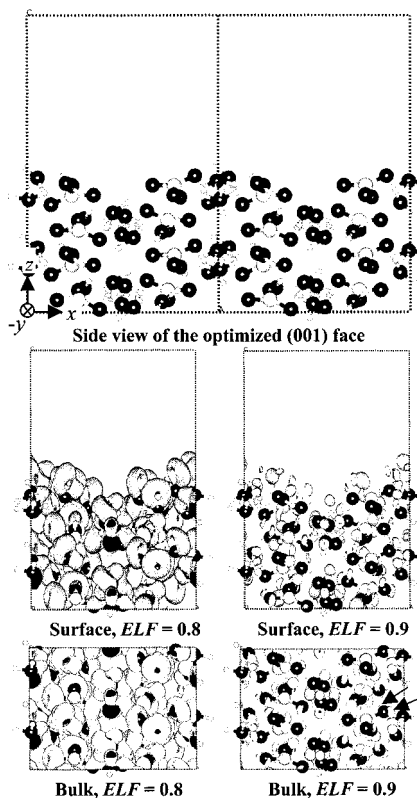 z
-y x
Side view of the optimized (001) face
Surface, ELF = 0.8 Surface, ELF = 0.9
Bulk, ELF = 0.8 Bulk, ELF = 0.9